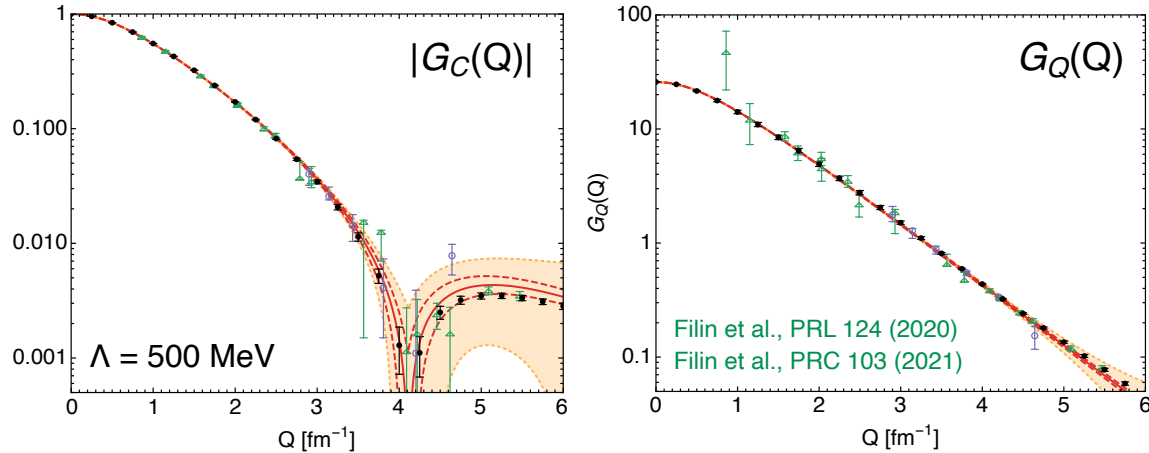 |G_C(Q)|
1
0.100
0.010
0.001
Λ = 500 MeV
0 1 2 3 4 5 6
Q [fm⁻¹]
G_Q(Q)
G_Q(Q)
100
10
1
0.1
Filin et al., PRL 124 (2020)
Filin et al., PRC 103 (2021)
0 1 2 3 4 5 6
Q [fm⁻¹]